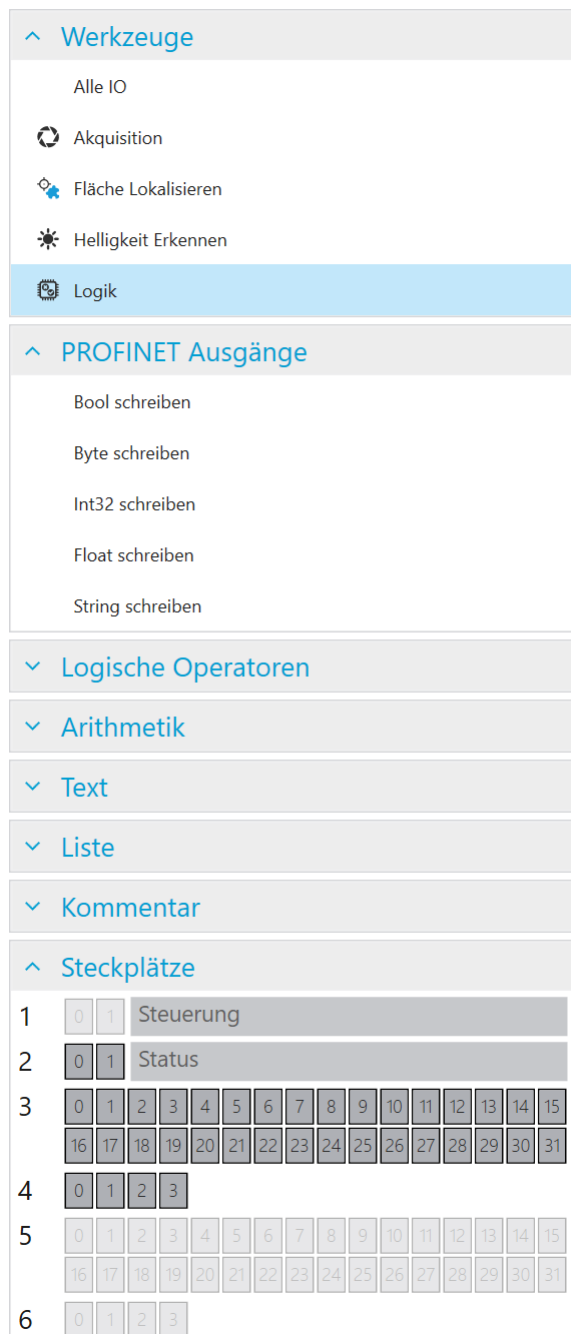 Werkzeuge
Alle IO
Akquisition
Fläche Lokalisieren
Helligkeit Erkennen
Logik
PROFINET Ausgänge
Bool schreiben
Byte schreiben
Int32 schreiben
Float schreiben
String schreiben
Logische Operatoren
Arithmetik
Text
Liste
Kommentar
Steckplätze
1 0 1 Steuerung
2 0 1 Status
3 0 1 2 3 4 5 6 7 8 9 10 11 12 13 14 15
16 17 18 19 20 21 22 23 24 25 26 27 28 29 30 31
4 0 1 2 3
5 0 1 2 3 4 5 6 7 8 9 10 11 12 13 14 15
16 17 18 19 20 21 22 23 24 25 26 27 28 29 30 31
6 0 1 2 3